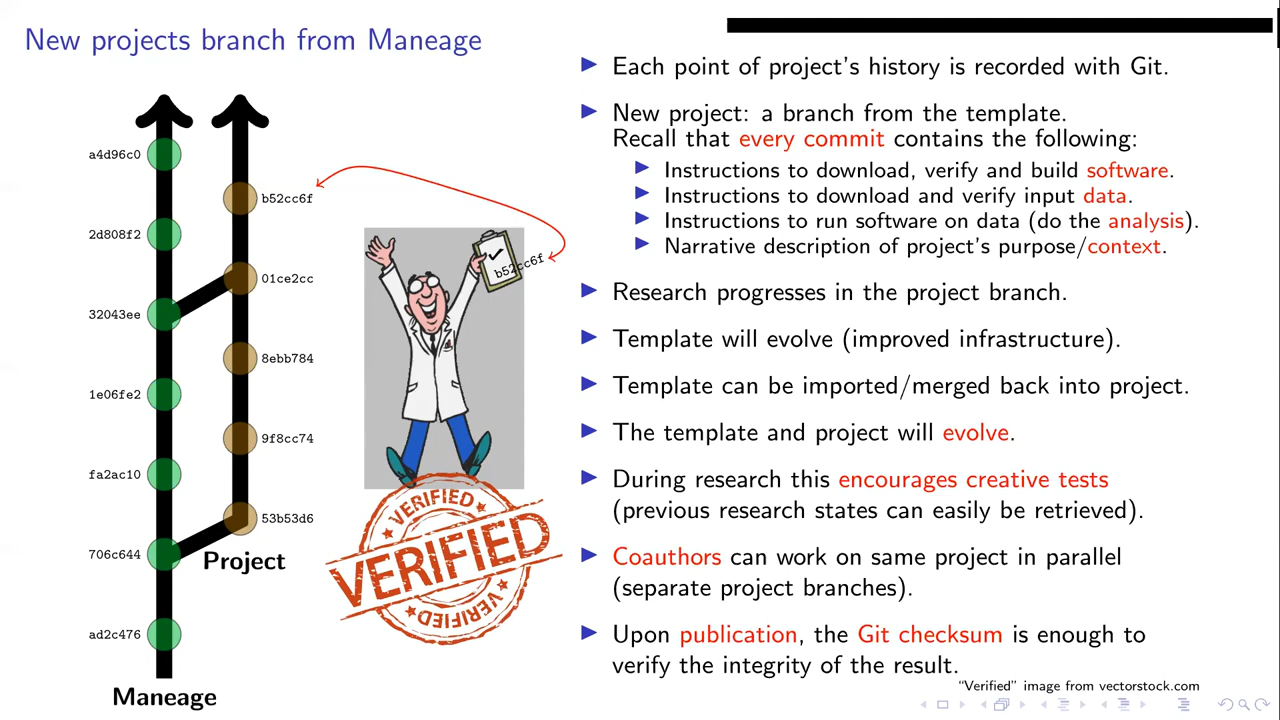 New projects branch from Maneage
a4d96c0
2d808f2
32043ee
1e06fe2
fa2ac10
706c644
ad2c476
Maneage
b52cc6f
01ce2cc
8ebb784
9f8cc74
53b53d6
Project
b52cc6f
VERIFIED
VERIFIED
VERIFIED
Each point of project's history is recorded with Git.
New project: a branch from the template.
Recall that every commit contains the following:
Instructions to download, verify and build software.
Instructions to download and verify input data.
Instructions to run software on data (do the analysis).
Narrative description of project's purpose/context.
Research progresses in the project branch.
Template will evolve (improved infrastructure).
Template can be imported/merged back into project.
The template and project will evolve.
During research this encourages creative tests
(previous research states can easily be retrieved).
Coauthors can work on same project in parallel
(separate project branches).
Upon publication, the Git checksum is enough to
verify the integrity of the result.
"Verified" image from vectorstock.com